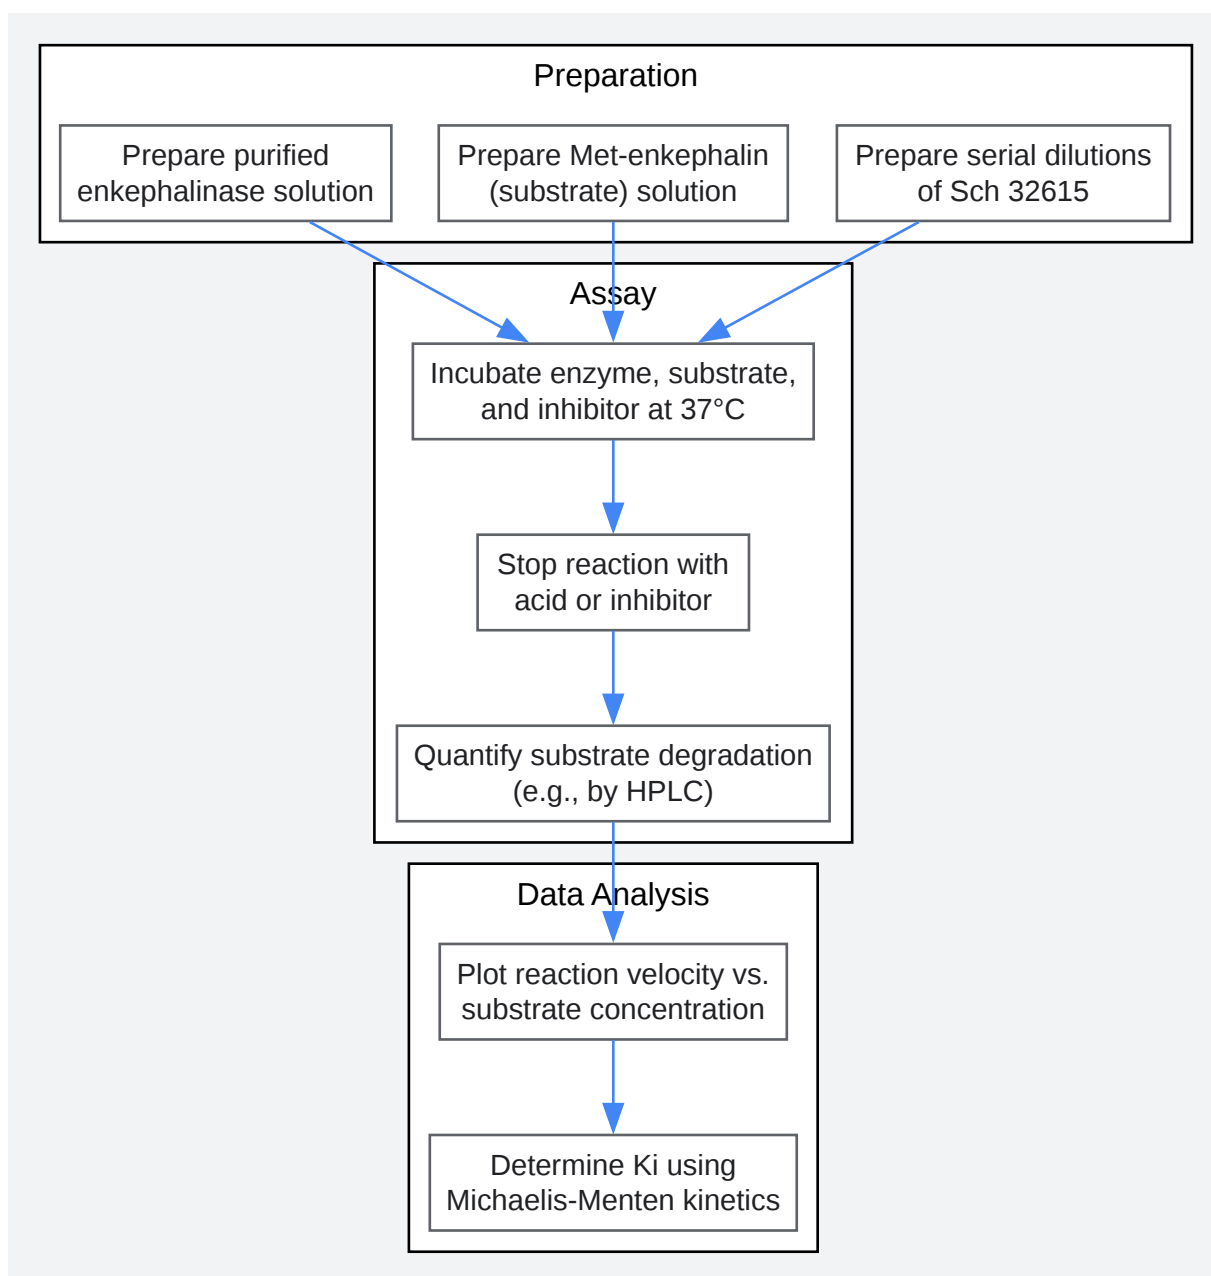 Preparation
Prepare purified
enkephalinase solution
Prepare Met-enkephalin
(substrate) solution
Prepare serial dilutions
of Sch 32615
Assay
Incubate enzyme, substrate,
and inhibitor at 37°C
Stop reaction with
acid or inhibitor
Quantify substrate degradation
(e.g., by HPLC)
Data Analysis
Plot reaction velocity vs.
substrate concentration
Determine Ki using
Michaelis-Menten kinetics